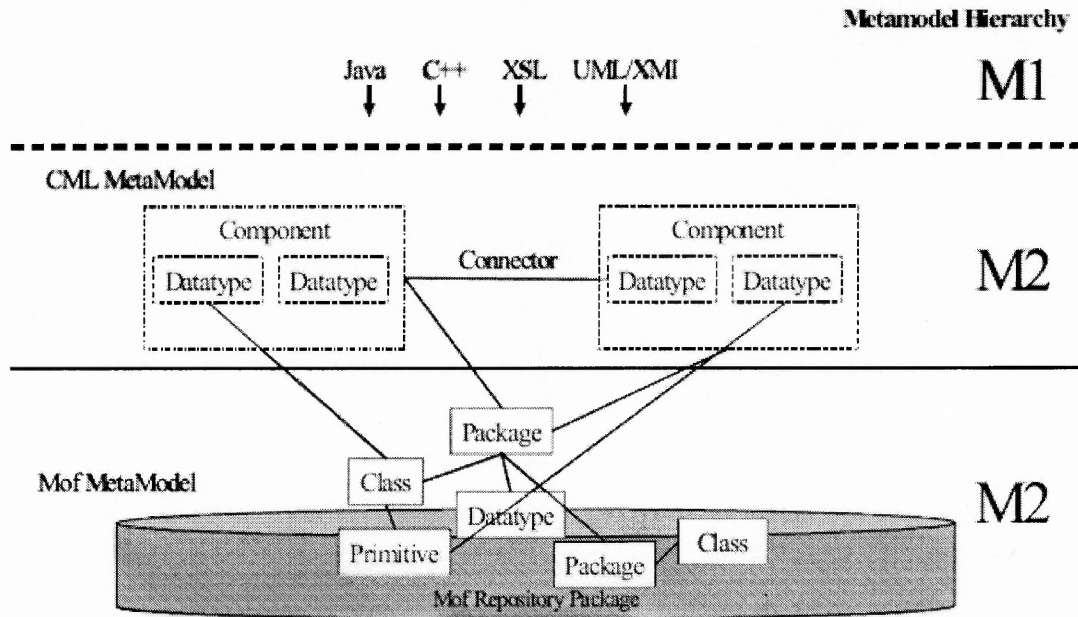 Metamodel Hierarchy
Java C++ XSL UML/XMI
M1
CML MetaModel
Component Component
Connector
Datatype Datatype Datatype Datatype
M2
Package
Class
Mof MetaModel
M2
Datatype
Primitive
Class
Package
Mof Repository Package